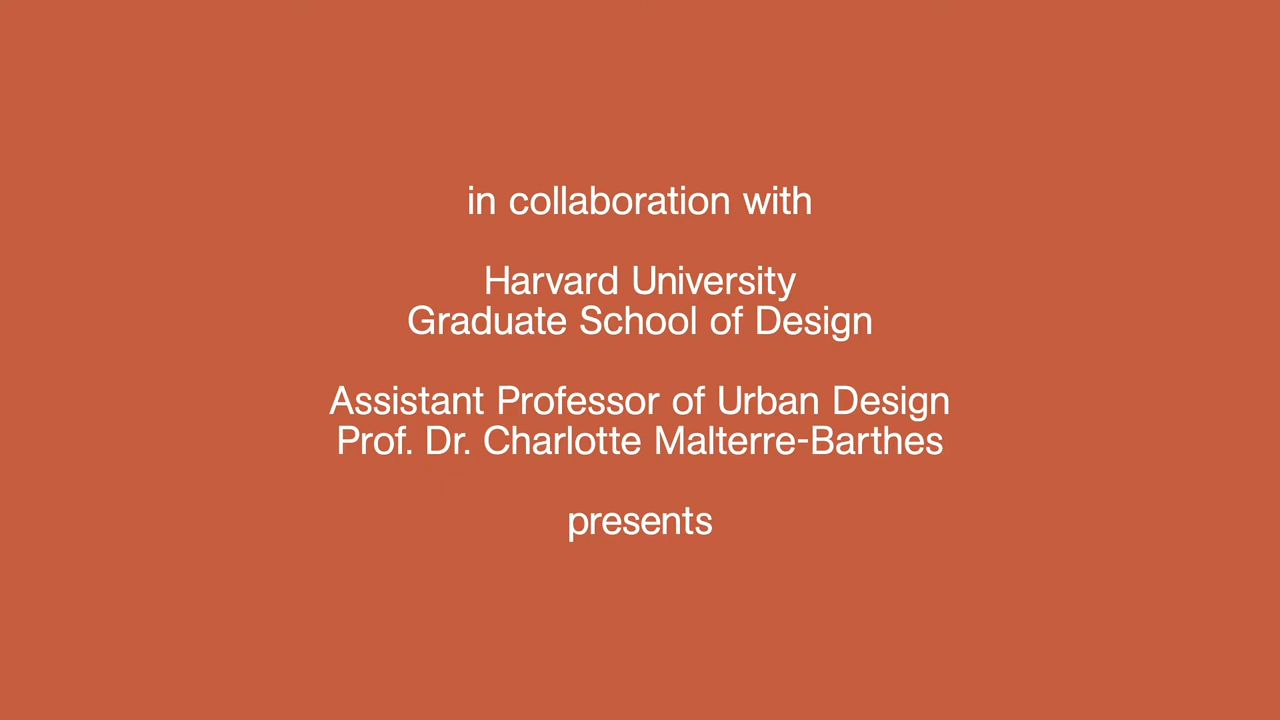 in collaboration with
Harvard University
Graduate School of Design
Assistant Professor of Urban Design
Prof. Dr. Charlotte Malterre-Barthes
presents